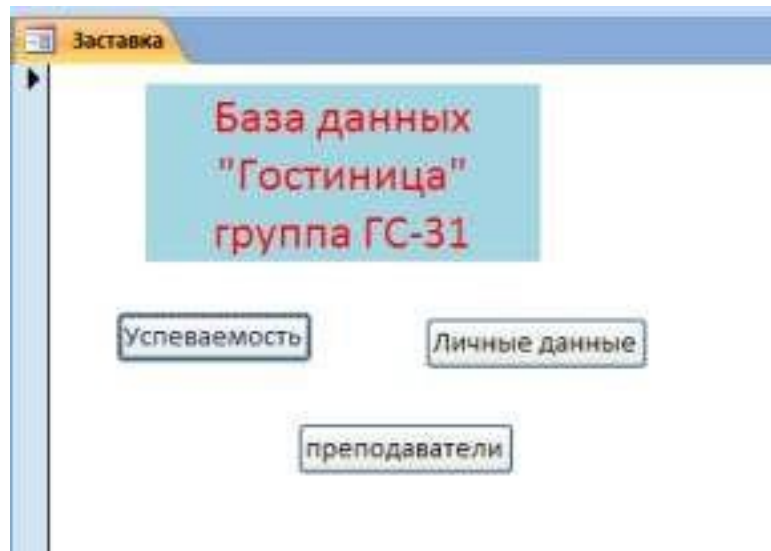 Заставка
База данных
"Гостиница"
группа ГС-31
Успеваемость
Личные данные
преподаватели